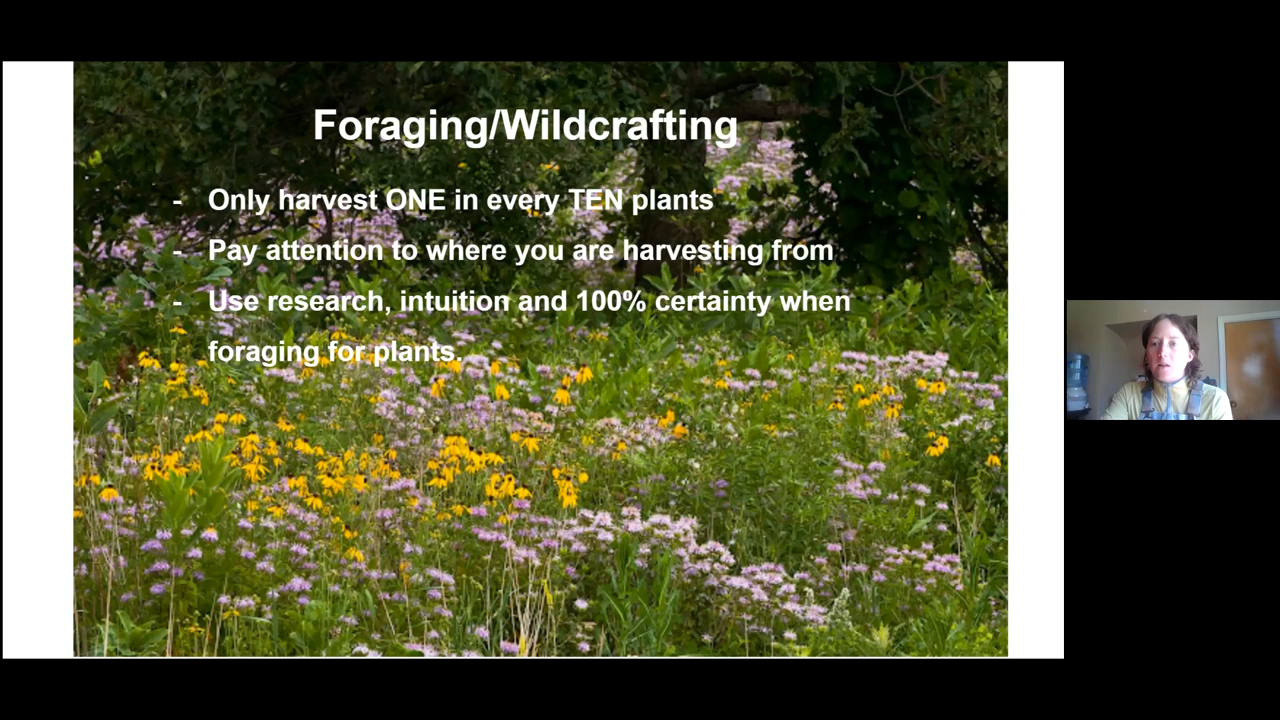 Foraging/Wildcrafting
- Only harvest ONE in every TEN plants
- Pay attention to where you are harvesting from
- Use research, intuition and 100% certainty when
foraging for plants.